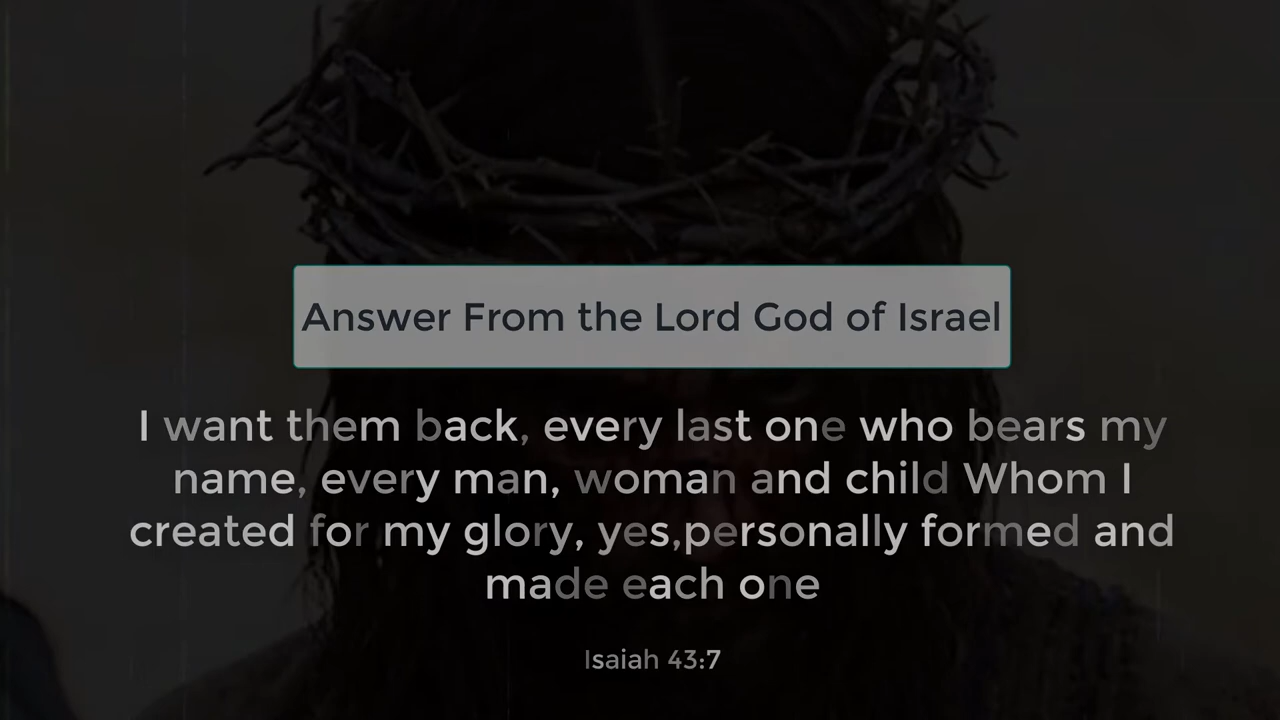 Answer From the Lord God of Israel
I want them back, every last one who bears my
name, every man, woman and child Whom I
created for my glory, yes,personally formed and
made each one
Isaiah 43:7